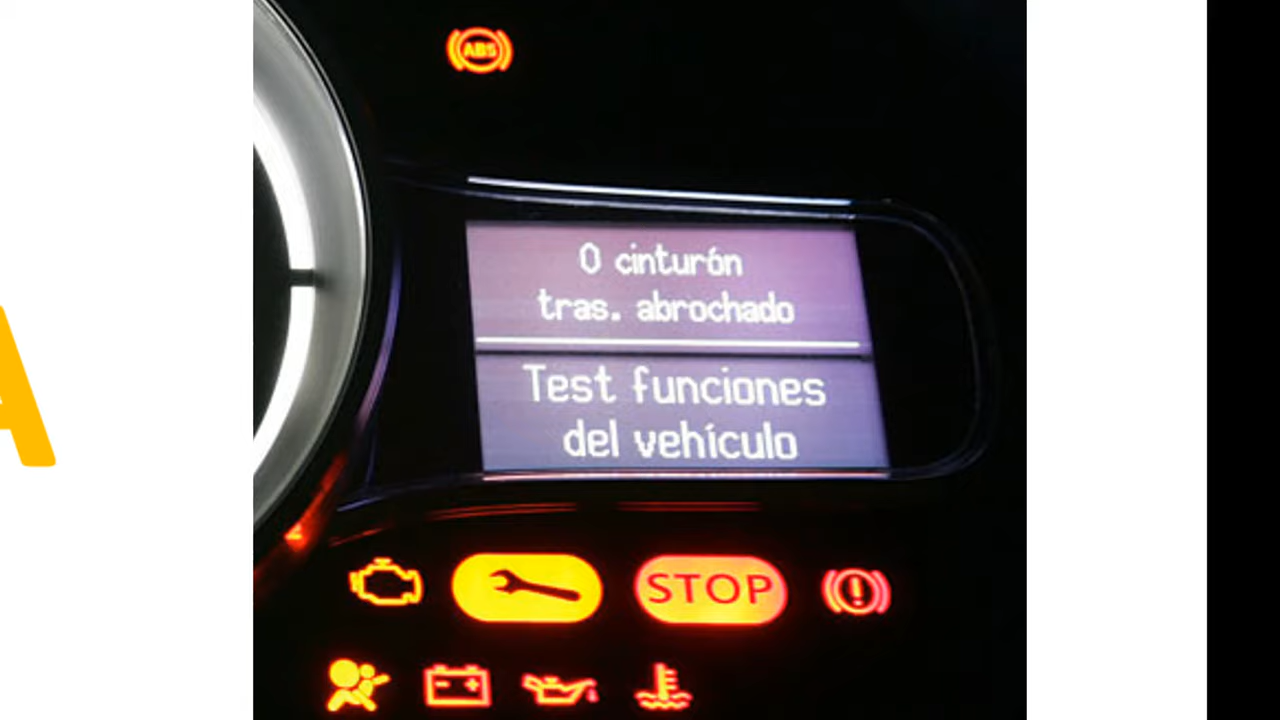 ABS
0 cinturón
tras. abrochado
Test funciones
del vehículo
STOP
A